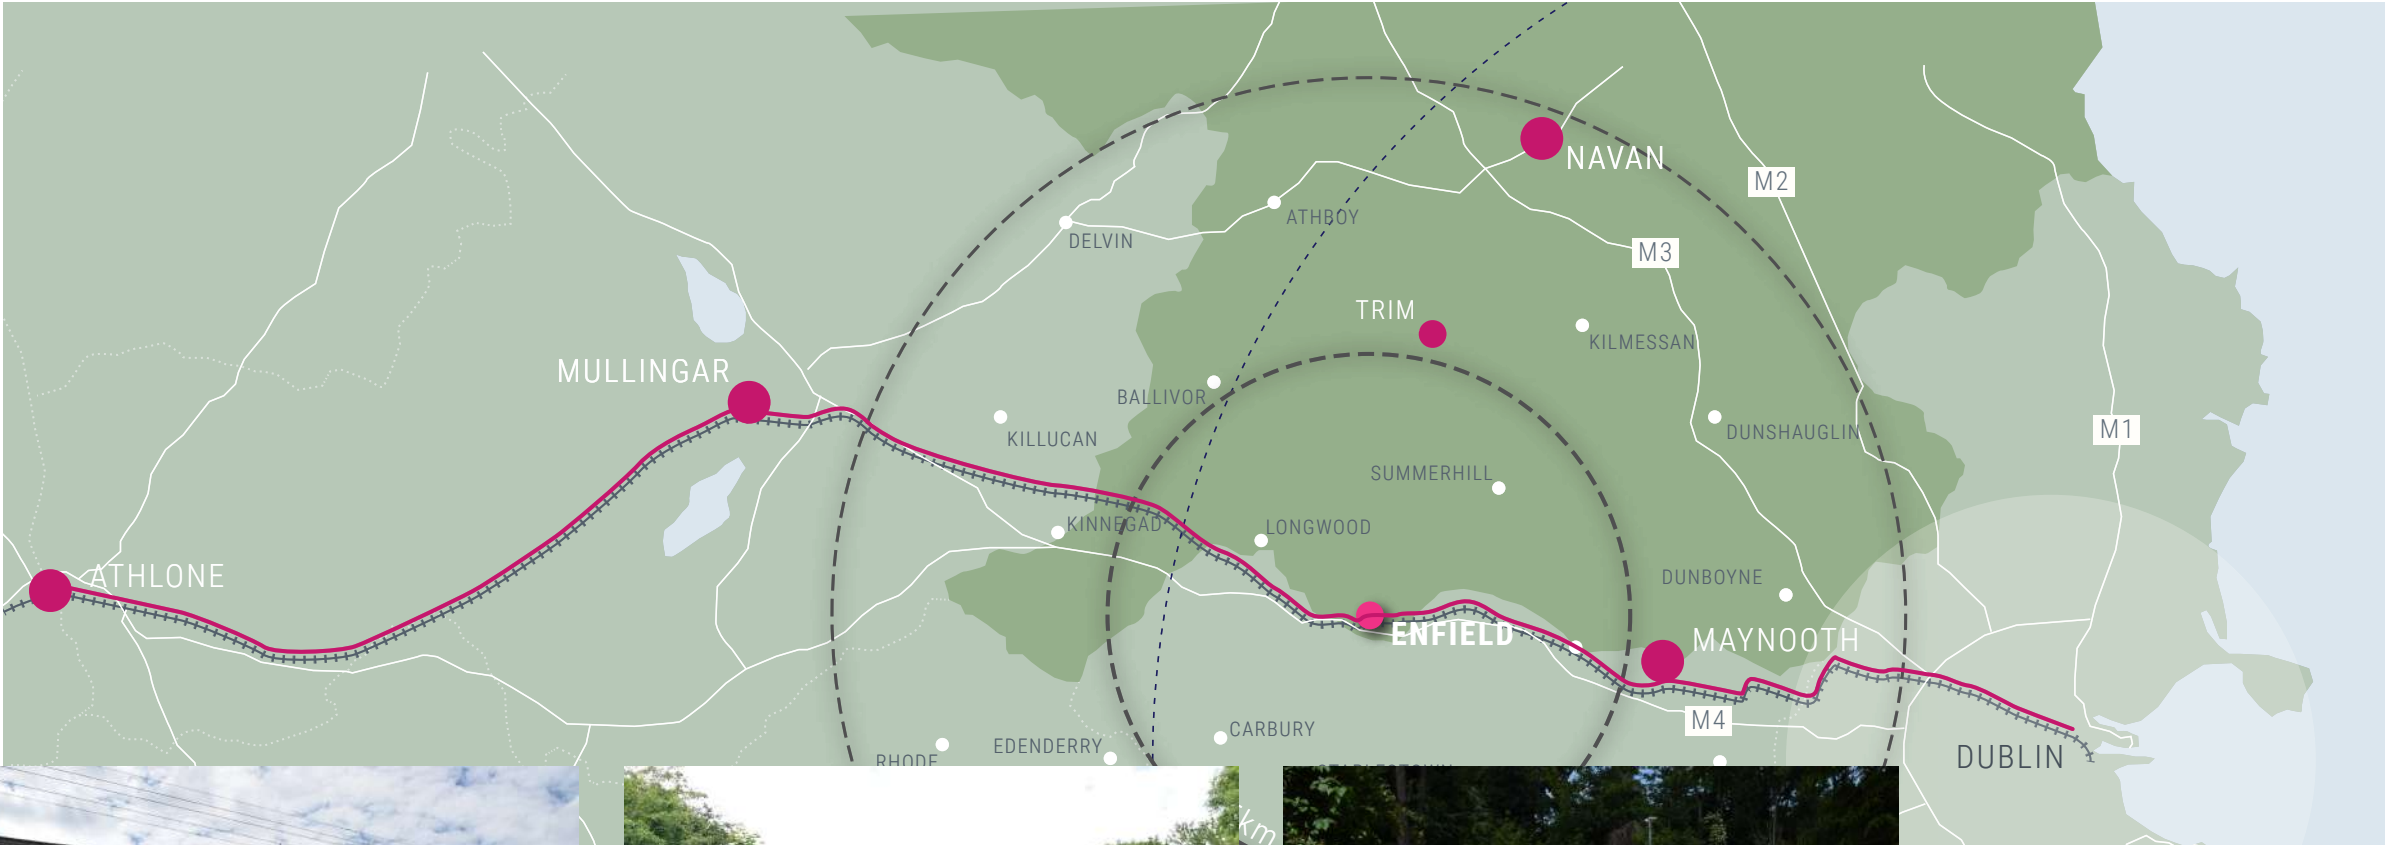 NAVAN
M2
ATHBOY
DELVIN
M3
TRIM
KILMESSAN
MULLINGAR
BALLIVOR
KILLUCAN
DUNSHAUGLIN
M1
SUMMERHILL
KINNEGAD
LONGWOOD
ATHLONE
DUNBOYNE
ENFIELD
MAYNOOTH
M4
CARBURY
EDENDERRY
RHODE
DUBLIN
km